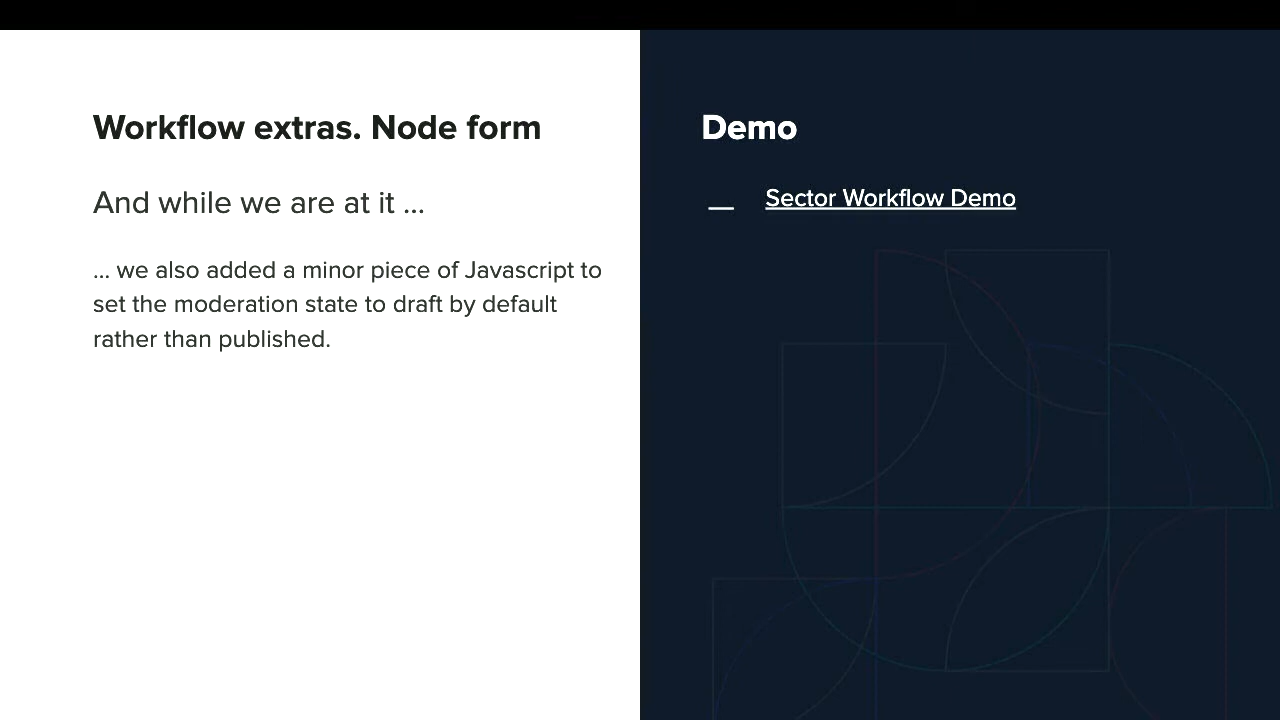 Workflow extras. Node form
And while we are at it ...
... we also added a minor piece of Javascript to
set the moderation state to draft by default
rather than published.
Demo
Sector Workflow Demo